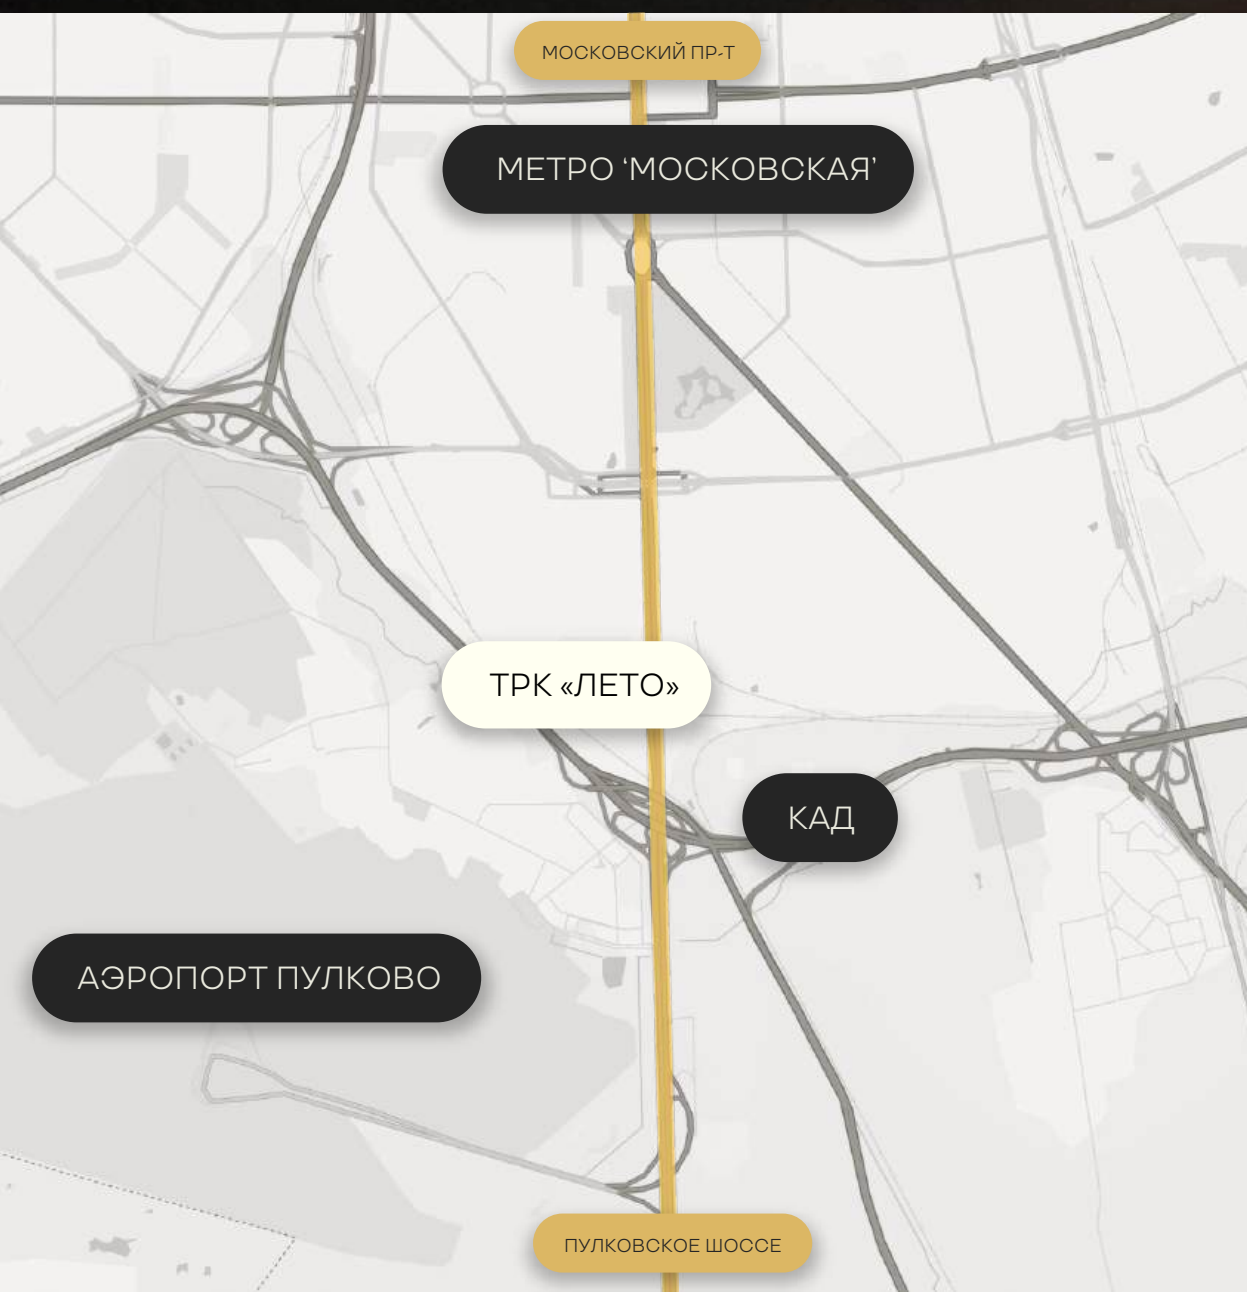 МОСКОВСКИЙ ПР-Т
МЕТРО ‘МОСКОВСКАЯ’
ТРК «ЛЕТО»
КАД
АЭРОПОРТ ПУЛКОВО
ПУЛКОВСКОЕ ШОССЕ